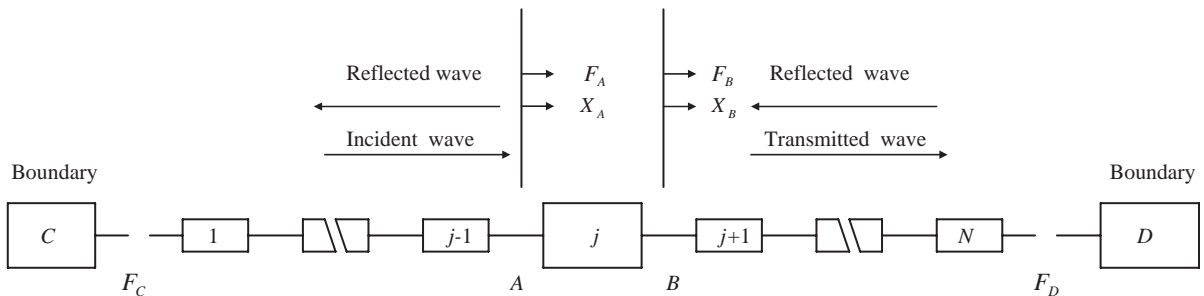 Reflected wave F_A F_B Reflected wave
X_A X_B
Incident wave Transmitted wave
Boundary Boundary
C 1 j-1 j j+1 N D
F_C A B F_D